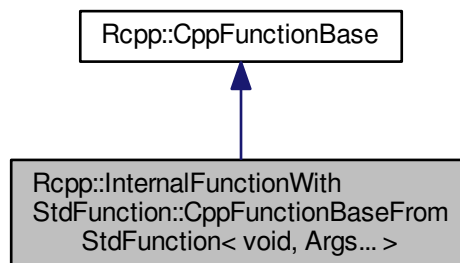 Rcpp::CppFunctionBase
Rcpp::InternalFunctionWith
StdFunction::CppFunctionBaseFrom
StdFunction< void, Args... >